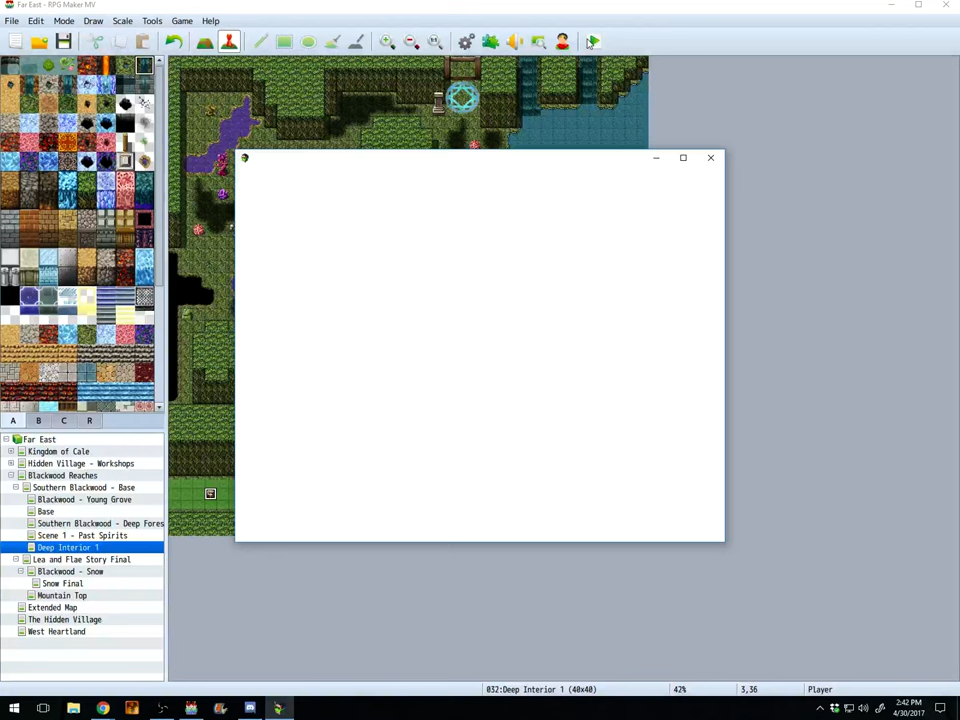 Far East - RPG Maker MV
File Edit Mode Draw Scale Tools Game Help
A B C R
Far East
Kingdom of Cale
Hidden Village - Workshops
Blackwood Reaches
Southern Blackwood - Base
Blackwood - Young Grove
Base
Southern Blackwood - Deep Fores
Scene 1 - Past Spirits
Deep Interior 1
Lea and Flae Story Final
Blackwood - Snow
Snow Final
Mountain Top
Extended Map
The Hidden Village
West Heartland
032:Deep Interior 1 (40x40) 42% 3,36 Player
2:42 PM
4/30/2017